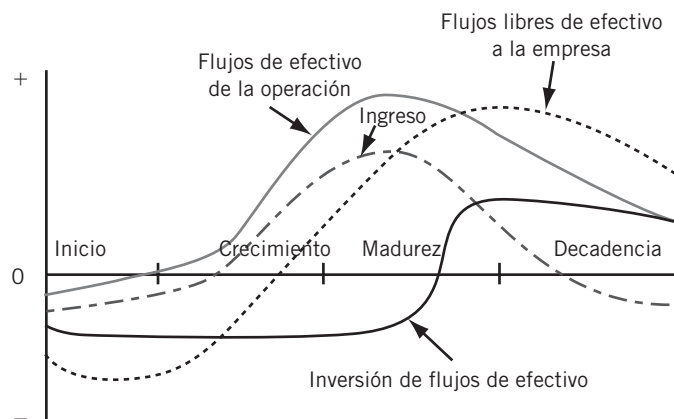 Flujos libres de efectivo
a la empresa
Flujos de efectivo
de la operación
+
Ingreso
Inicio
Crecimiento
Madurez
Decadencia
0
Inversión de flujos de efectivo
–